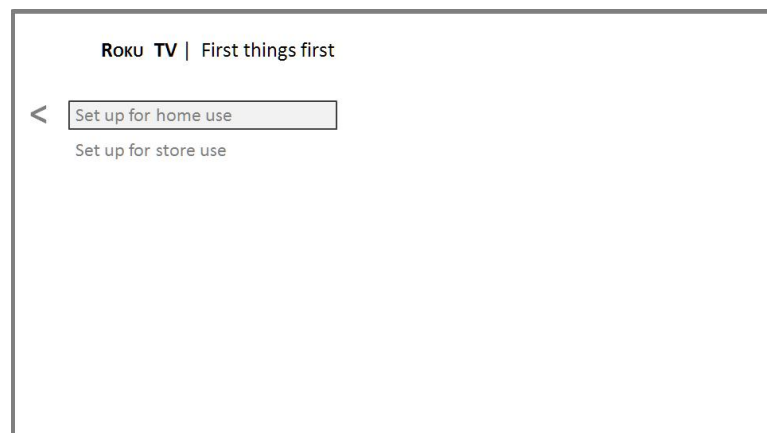 Roku TV | First things first
< Set up for home use
Set up for store use